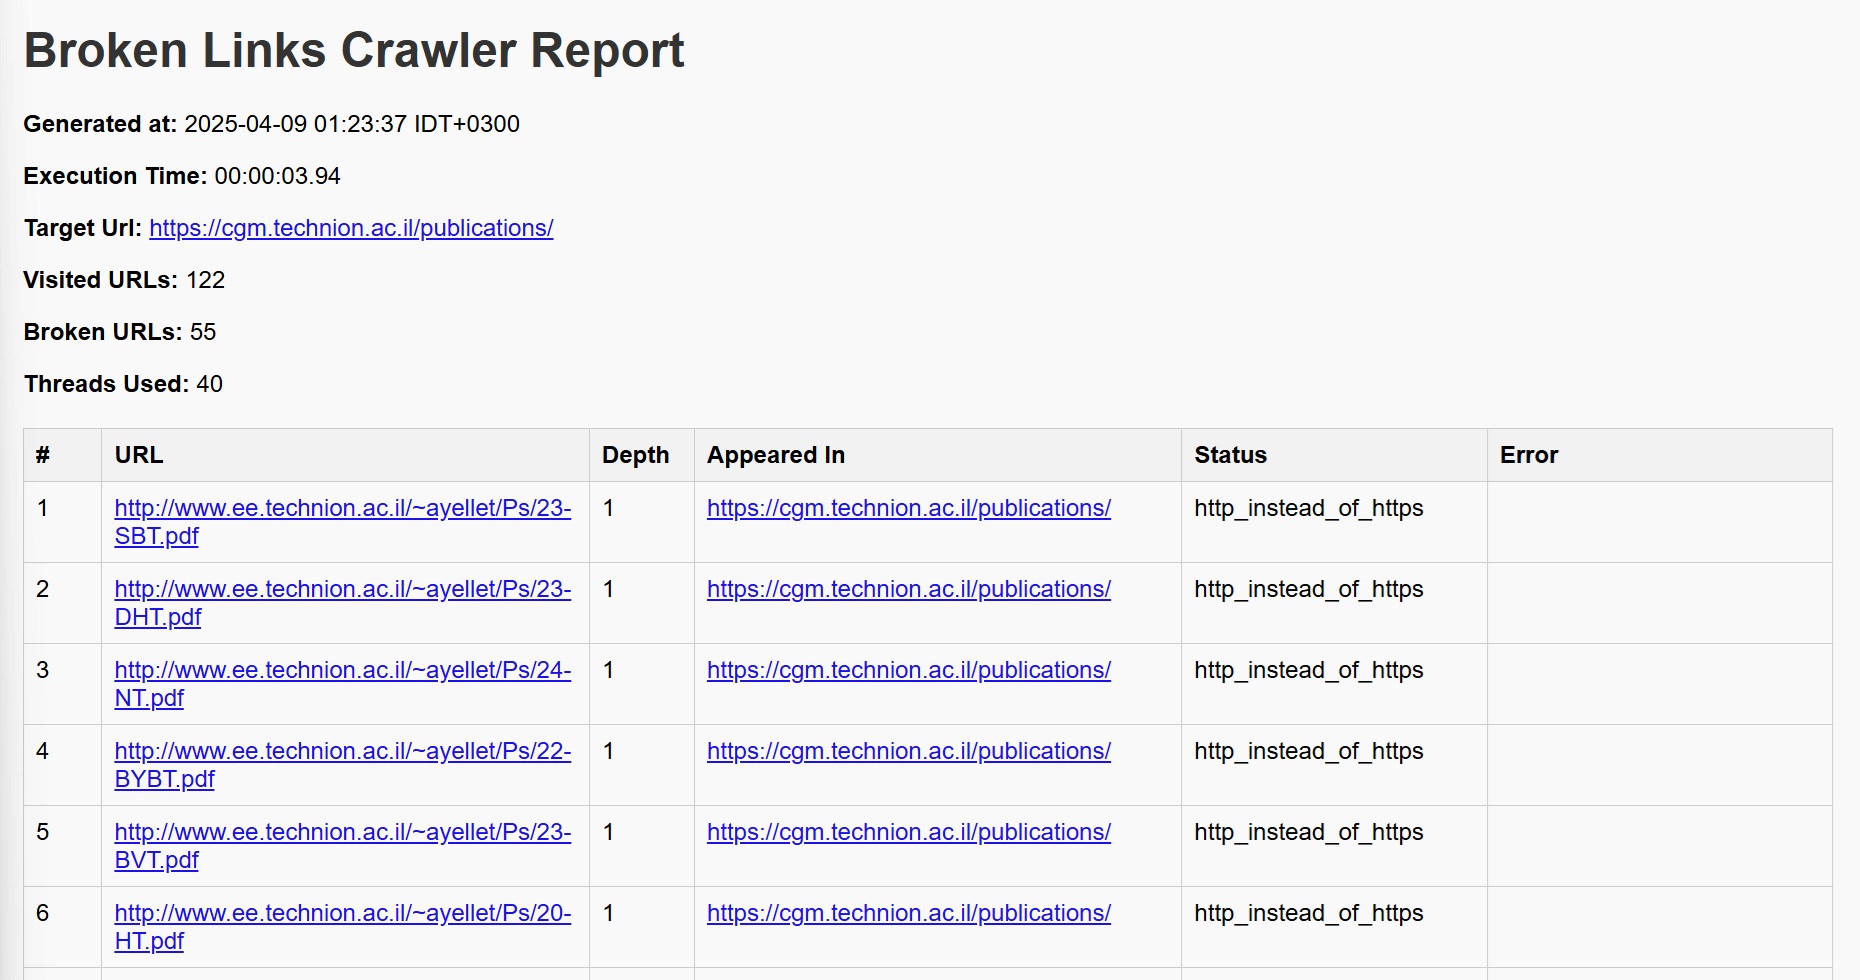 Broken Links Crawler Report
Generated at: 2025-04-09 01:23:37 IDT+0300
Execution Time: 00:00:03.94
Target Url: https://cgm.technion.ac.il/publications/
Visited URLs: 122
Broken URLs: 55
Threads Used: 40
# URL Depth Appeared In Status Error
1 http://www.ee.technion.ac.il/~ayellet/Ps/23- 1 https://cgm.technion.ac.il/publications/ http_instead_of_https
SBT.pdf
2 http://www.ee.technion.ac.il/~ayellet/Ps/23- 1 https://cgm.technion.ac.il/publications/ http_instead_of_https
DHT.pdf
3 http://www.ee.technion.ac.il/~ayellet/Ps/24- 1 https://cgm.technion.ac.il/publications/ http_instead_of_https
NT.pdf
4 http://www.ee.technion.ac.il/~ayellet/Ps/22- 1 https://cgm.technion.ac.il/publications/ http_instead_of_https
BYBT.pdf
5 http://www.ee.technion.ac.il/~ayellet/Ps/23- 1 https://cgm.technion.ac.il/publications/ http_instead_of_https
BVT.pdf
6 http://www.ee.technion.ac.il/~ayellet/Ps/20- 1 https://cgm.technion.ac.il/publications/ http_instead_of_https
HT.pdf